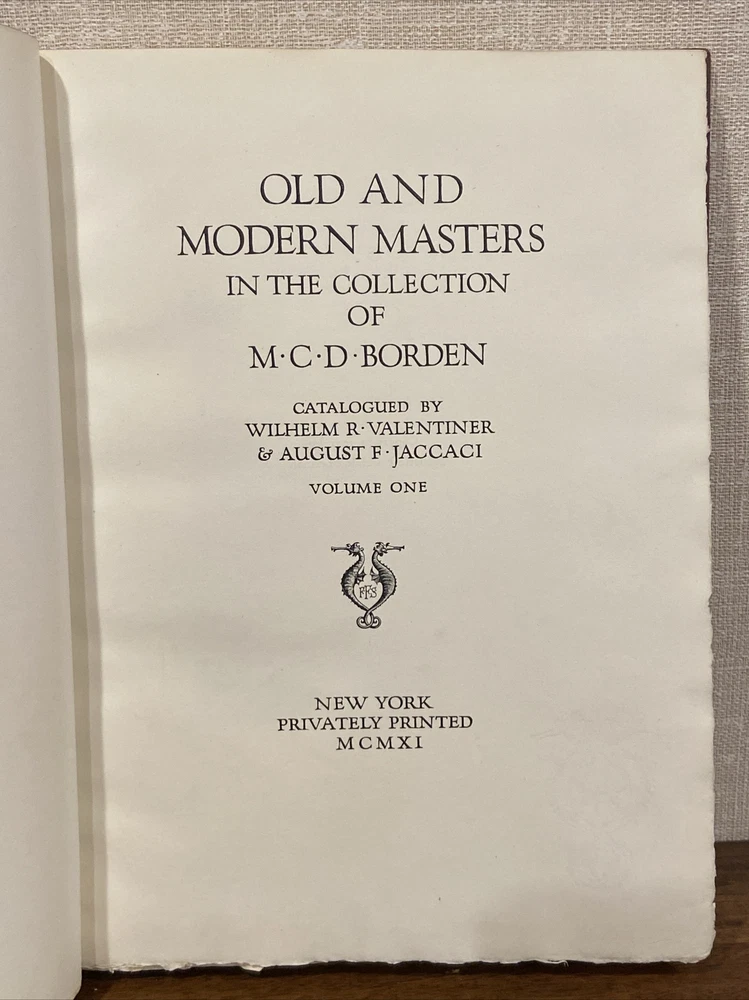 OLD AND
MODERN MASTERS
IN THE COLLECTION
OF
M·C·D·BORDEN
CATALOGUED BY
WILHELM R·VALENTINER
& AUGUST F·JACCACI
VOLUME ONE
FFS
NEW YORK
PRIVATELY PRINTED
MCMXI